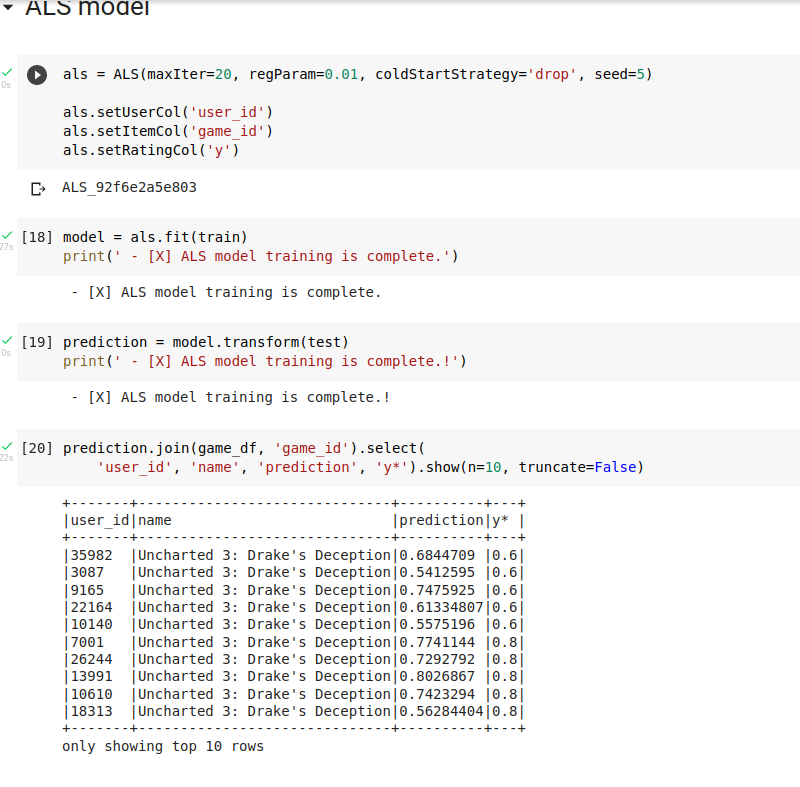 ALS model
als = ALS(maxIter=20, regParam=0.01, coldStartStrategy='drop', seed=5)
0s
als.setUserCol('user_id')
als.setItemCol('game_id')
als.setRatingCol('y')
ALS_92f6e2a5e803
[18] model = als.fit(train)
27s
print(' - [X] ALS model training is complete.')
- [X] ALS model training is complete.
[19] prediction = model.transform(test)
0s
print(' - [X] ALS model training is complete.!')
- [X] ALS model training is complete.!
[20] prediction.join(game_df, 'game_id').select(
22s
'user_id', 'name', 'prediction', 'y*').show(n=10, truncate=False)
+-------+------------------------------+----------+---+
|user_id|name                          |prediction|y* |
+-------+------------------------------+----------+---+
|35982  |Uncharted 3: Drake's Deception|0.6844709 |0.6|
|3087   |Uncharted 3: Drake's Deception|0.5412595 |0.6|
|9165   |Uncharted 3: Drake's Deception|0.7475925 |0.6|
|22164  |Uncharted 3: Drake's Deception|0.61334807|0.6|
|10140  |Uncharted 3: Drake's Deception|0.5575196 |0.6|
|7001   |Uncharted 3: Drake's Deception|0.7741144 |0.8|
|26244  |Uncharted 3: Drake's Deception|0.7292792 |0.8|
|13991  |Uncharted 3: Drake's Deception|0.8026867 |0.8|
|10610  |Uncharted 3: Drake's Deception|0.7423294 |0.8|
|18313  |Uncharted 3: Drake's Deception|0.56284404|0.8|
+-------+------------------------------+----------+---+
only showing top 10 rows